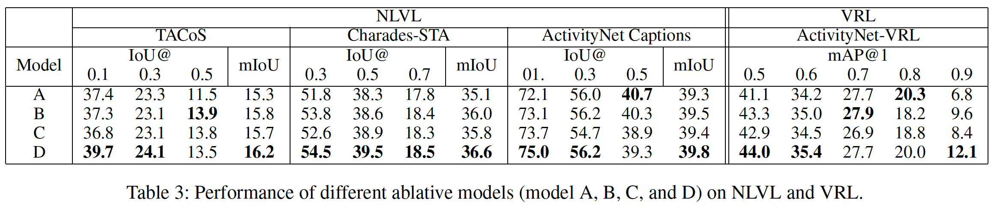 NLVL VRL
TACoS Charades-STA ActivityNet Captions ActivityNet-VRL
Model IoU@ mIoU IoU@ mIoU IoU@ mIoU mAP@1
0.1 0.3 0.5 0.3 0.5 0.7 01. 0.3 0.5 0.5 0.6 0.7 0.8 0.9
A 37.4 23.3 11.5 15.3 51.8 38.3 17.8 35.1 72.1 56.0 40.7 39.3 41.1 34.2 27.7 20.3 6.8
B 37.3 23.1 13.9 15.8 53.8 38.6 18.4 36.0 73.1 56.2 40.3 39.5 43.3 35.0 27.9 18.2 9.6
C 36.8 23.1 13.8 15.7 52.6 38.9 18.3 35.8 73.7 54.7 38.9 39.4 42.9 34.5 26.9 18.8 8.4
D 39.7 24.1 13.5 16.2 54.5 39.5 18.5 36.6 75.0 56.2 39.3 39.8 44.0 35.4 27.7 20.0 12.1
Table 3: Performance of different ablative models (model A, B, C, and D) on NLVL and VRL.